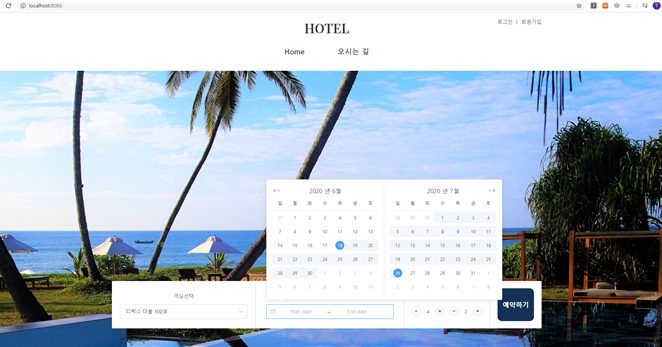 localhost:8080
로그인 | 회원가입
HOTEL
Home 오시는 길
« < 2020 년 6월 2020 년 7월 > »
일 월 화 수 목 금 토 일 월 화 수 목 금 토
31 1 2 3 4 5 6 28 29 30 1 2 3 4
7 8 9 10 11 12 13 5 6 7 8 9 10 11
14 15 16 17 18 19 20 12 13 14 15 16 17 18
21 22 23 24 25 26 27 19 20 21 22 23 24 25
28 29 30 1 2 3 4 26 27 28 29 30 31 1
5 6 7 8 9 10 11 2 3 4 5 6 7 8
객실선택
디럭스 더블 102호 Start date ~ End date − 4 + − 2 + 예약하기